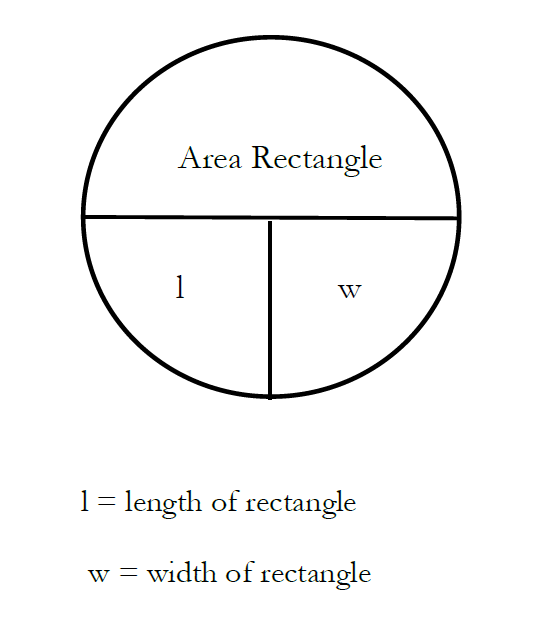 Area Rectangle
l w
l = length of rectangle
w = width of rectangle